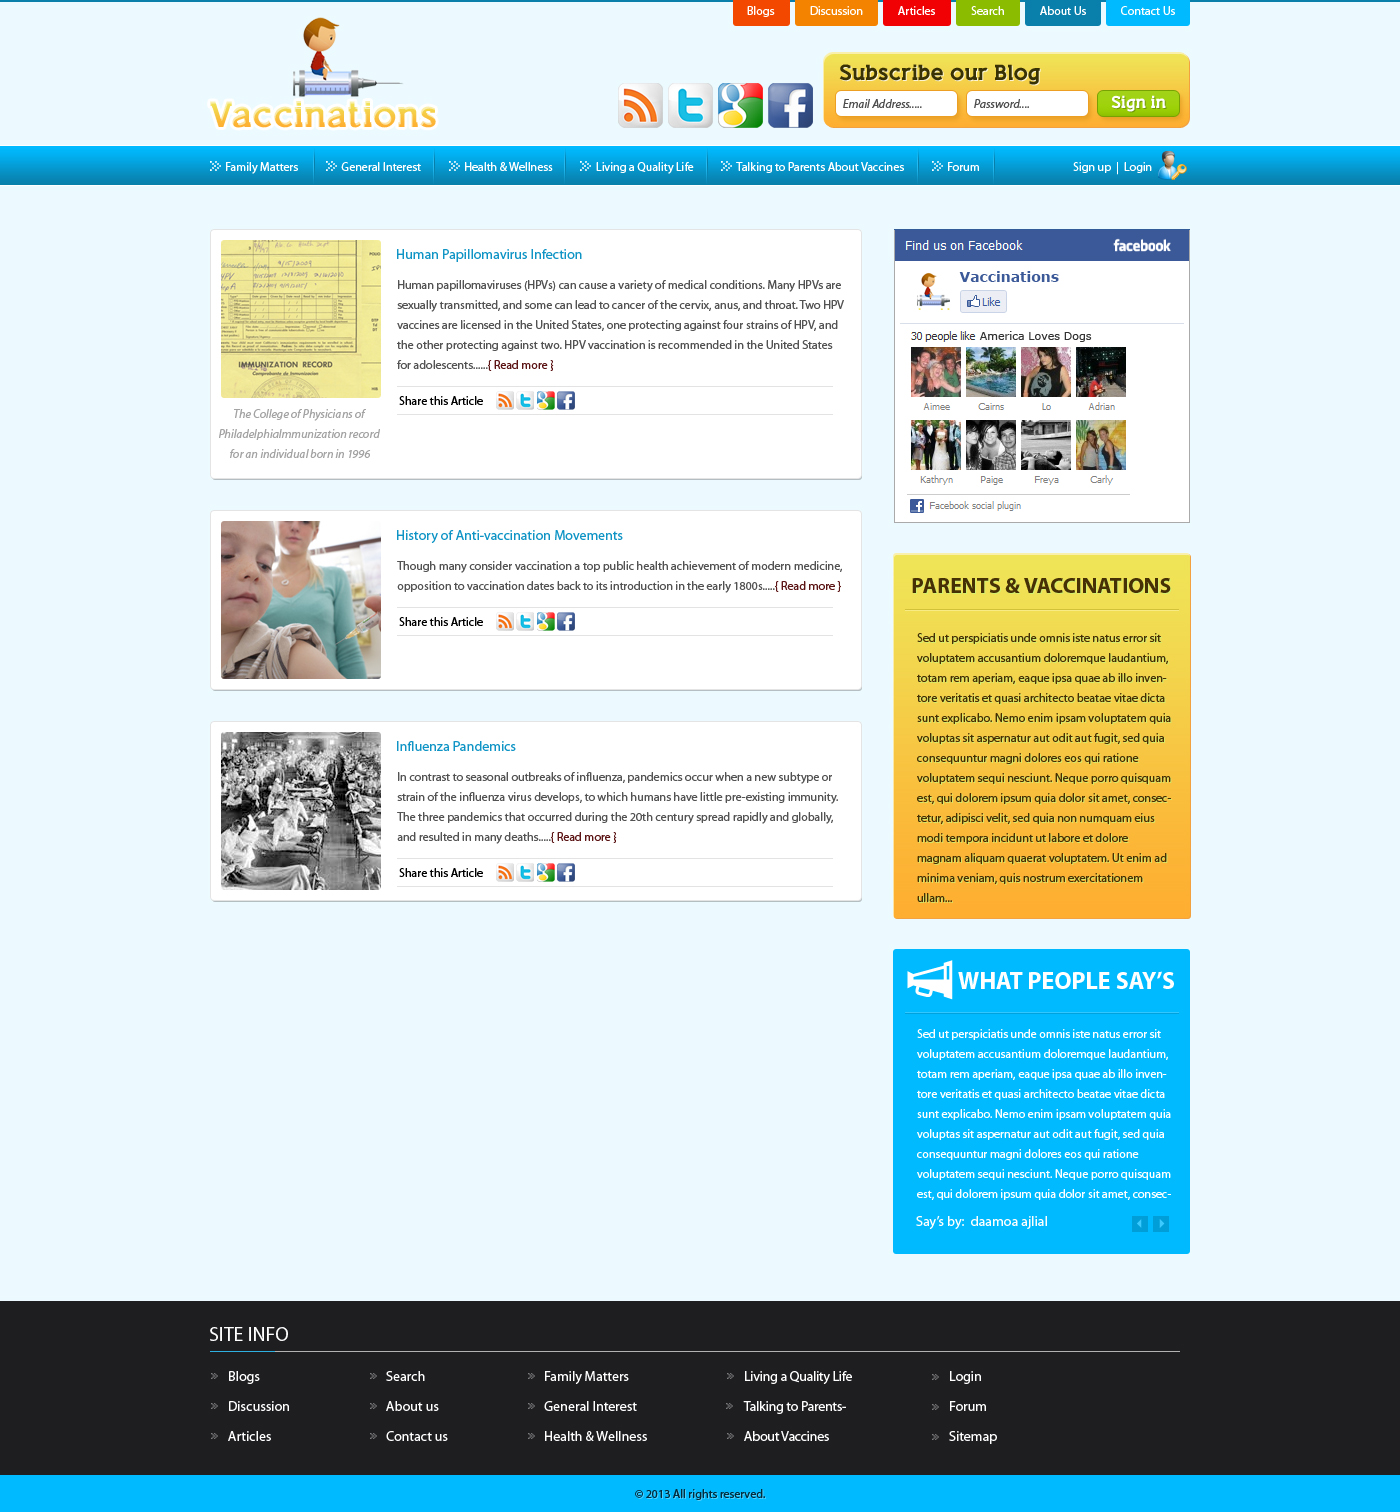 Blogs Discussion Articles Search About Us Contact Us
Vaccinations
Subscribe our Blog
Email Address..... Password.... Sign in
Family Matters General Interest Health & Wellness Living a Quality Life Talking to Parents About Vaccines Forum Sign up | Login
IMMUNIZATION RECORD
Comprobante de Inmunizacion
The College of Physicians of
PhiladelphiaImmunization record
for an individual born in 1996
Human Papillomavirus Infection
Human papillomaviruses (HPVs) can cause a variety of medical conditions. Many HPVs are
sexually transmitted, and some can lead to cancer of the cervix, anus, and throat. Two HPV
vaccines are licensed in the United States, one protecting against four strains of HPV, and
the other protecting against two. HPV vaccination is recommended in the United States
for adolescents......{ Read more }
Share this Article
History of Anti-vaccination Movements
Though many consider vaccination a top public health achievement of modern medicine,
opposition to vaccination dates back to its introduction in the early 1800s.....{ Read more }
Share this Article
Influenza Pandemics
In contrast to seasonal outbreaks of influenza, pandemics occur when a new subtype or
strain of the influenza virus develops, to which humans have little pre-existing immunity.
The three pandemics that occurred during the 20th century spread rapidly and globally,
and resulted in many deaths.....{ Read more }
Share this Article
Find us on Facebook facebook
Vaccinations
Like
30 people like America Loves Dogs
Aimee Cairns Lo Adrian
Kathryn Paige Freya Carly
Facebook social plugin
PARENTS & VACCINATIONS
Sed ut perspiciatis unde omnis iste natus error sit
voluptatem accusantium doloremque laudantium,
totam rem aperiam, eaque ipsa quae ab illo inven-
tore veritatis et quasi architecto beatae vitae dicta
sunt explicabo. Nemo enim ipsam voluptatem quia
voluptas sit aspernatur aut odit aut fugit, sed quia
consequuntur magni dolores eos qui ratione
voluptatem sequi nesciunt. Neque porro quisquam
est, qui dolorem ipsum quia dolor sit amet, consec-
tetur, adipisci velit, sed quia non numquam eius
modi tempora incidunt ut labore et dolore
magnam aliquam quaerat voluptatem. Ut enim ad
minima veniam, quis nostrum exercitationem
ullam...
WHAT PEOPLE SAY'S
Sed ut perspiciatis unde omnis iste natus error sit
voluptatem accusantium doloremque laudantium,
totam rem aperiam, eaque ipsa quae ab illo inven-
tore veritatis et quasi architecto beatae vitae dicta
sunt explicabo. Nemo enim ipsam voluptatem quia
voluptas sit aspernatur aut odit aut fugit, sed quia
consequuntur magni dolores eos qui ratione
voluptatem sequi nesciunt. Neque porro quisquam
est, qui dolorem ipsum quia dolor sit amet, consec-
Say's by: daamoa ajlial
SITE INFO
Blogs Search Family Matters Living a Quality Life Login
Discussion About us General Interest Talking to Parents- Forum
Articles Contact us Health & Wellness About Vaccines Sitemap
© 2013 All rights reserved.